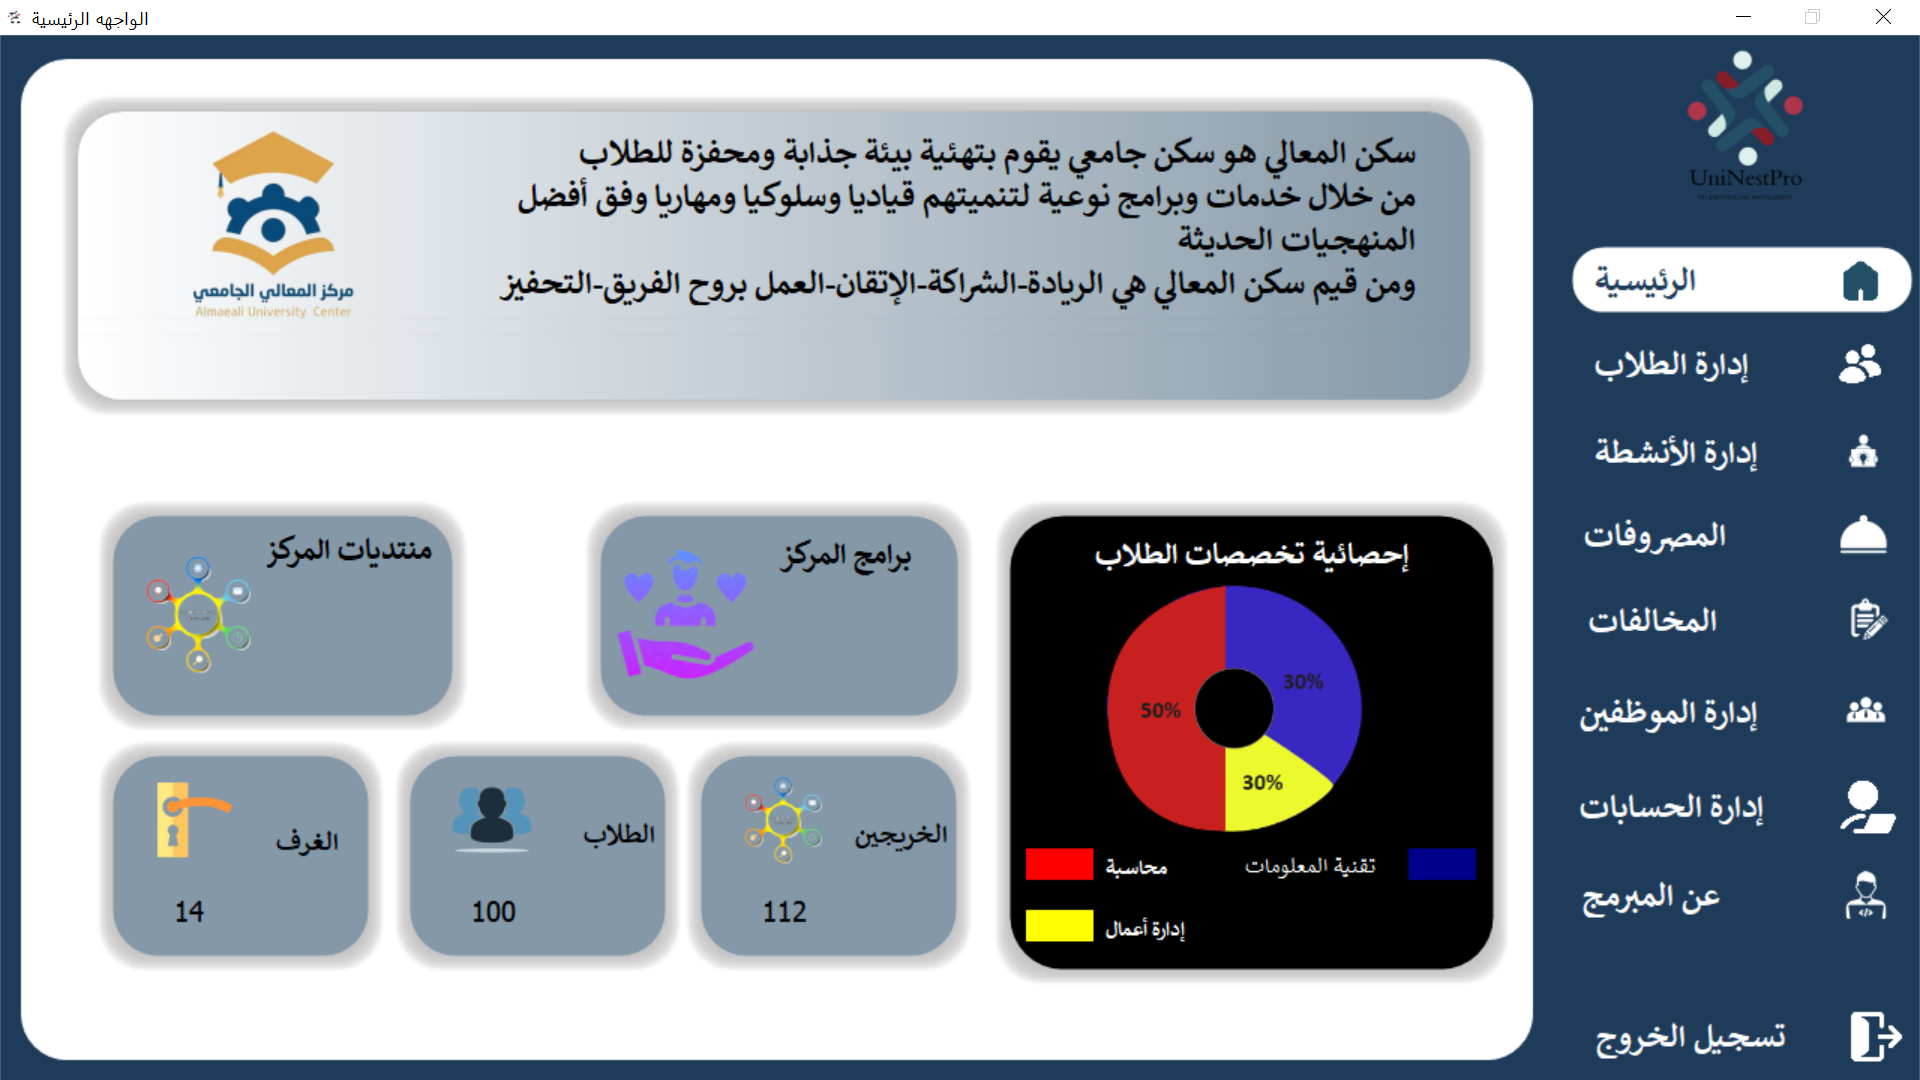 الواجهه الرئيسية
سكن المعالي هو سكن جامعي يقوم بتهئية بيئة جذابة ومحفزة للطلاب
من خلال خدمات وبرامج نوعية لتنميتهم قياديا وسلوكيا ومهاريا وفق أفضل
المنهجيات الحديثة
ومن قيم سكن المعالي هي الريادة-الشراكة-الإتقان-العمل بروح الفريق-التحفيز
مركز المعالي الجامعي
Almaeali University Center
UniNestPro
الرئيسية
إدارة الطلاب
إدارة الأنشطة
المصروفات
المخالفات
إدارة الموظفين
إدارة الحسابات
عن المبرمج
تسجيل الخروج
إحصائية تخصصات الطلاب
30%
50%
30%
تقنية المعلومات
محاسبة
إدارة أعمال
برامج المركز
منتديات المركز
الخريجين
112
الطلاب
100
الغرف
14